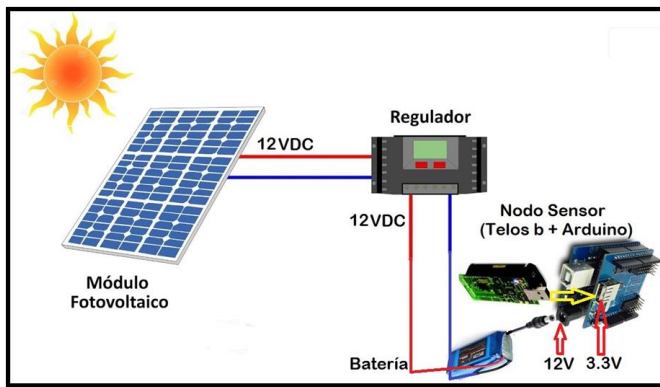 12VDC
Regulador
12VDC
Nodo Sensor
(Telos b + Arduino)
Módulo
Fotovoltaico
Batería
12V
3.3V